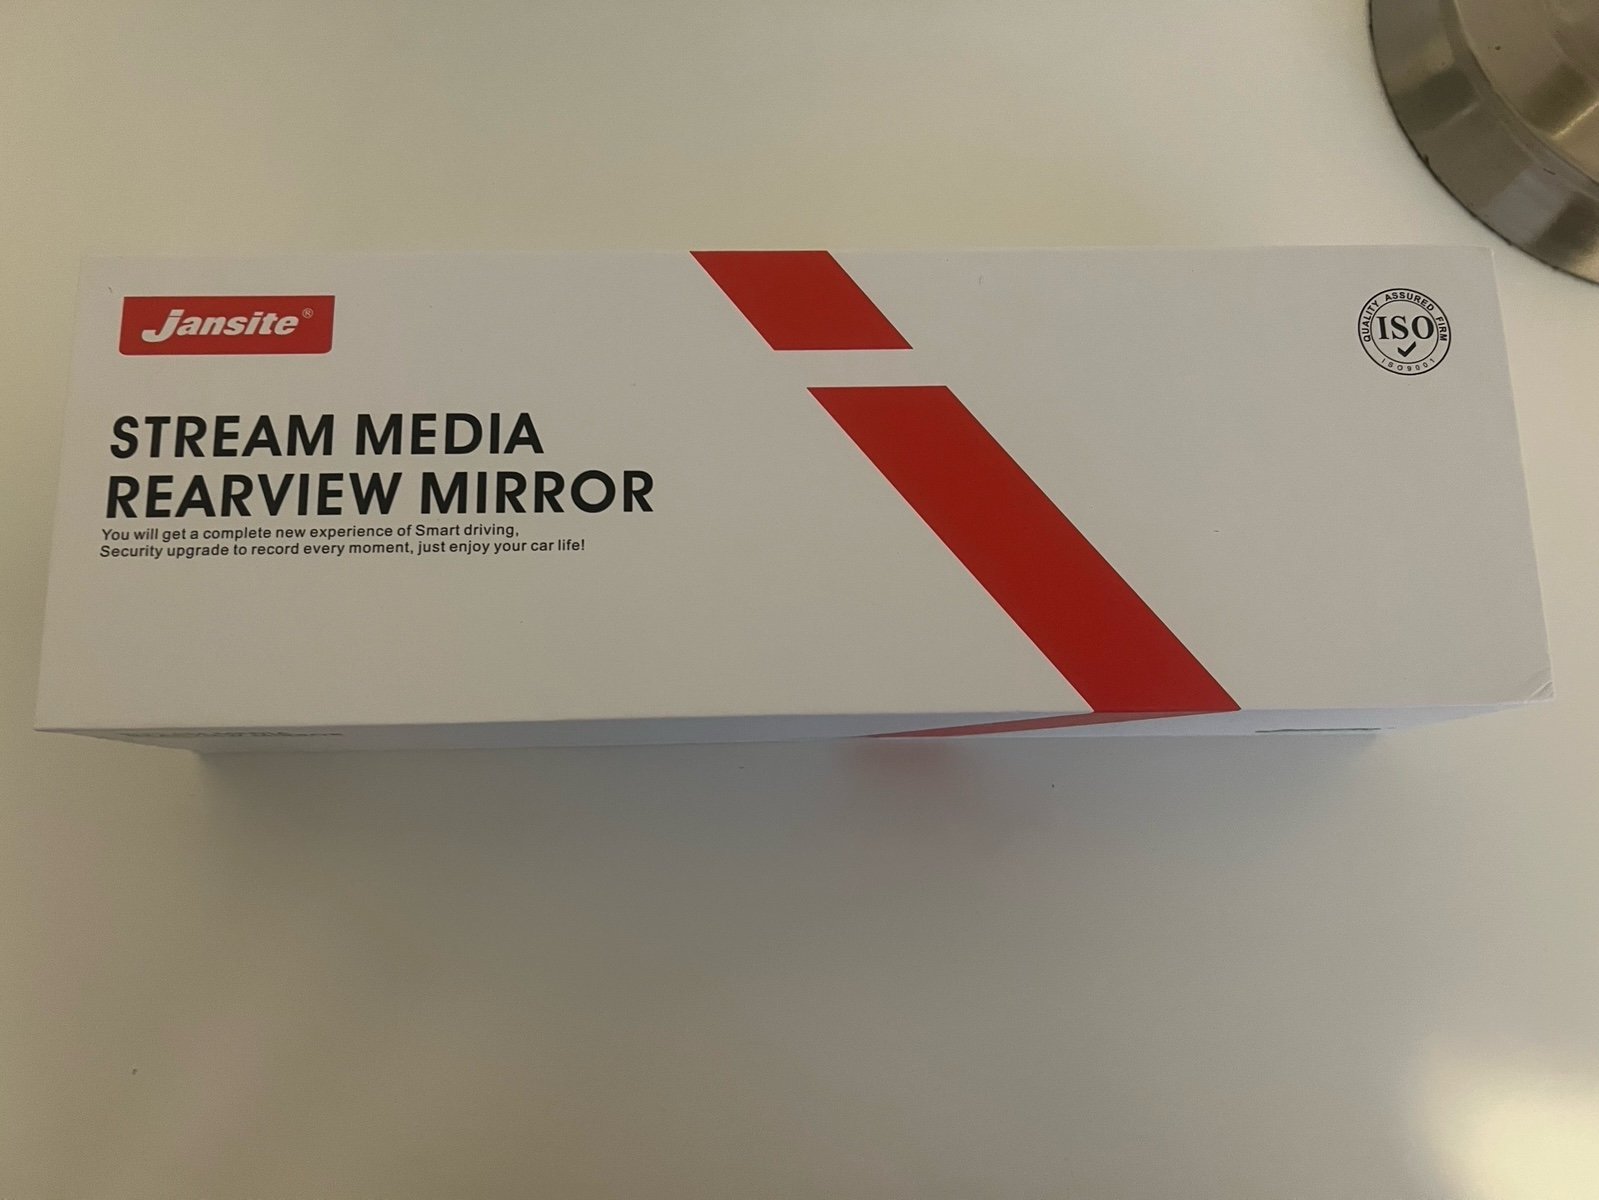 Jansite®
STREAM MEDIA
REARVIEW MIRROR
You will get a complete new experience of Smart driving,
Security upgrade to record every moment, just enjoy your car life!
QUALITY ASSURED FIRM
ISO
ISO9001